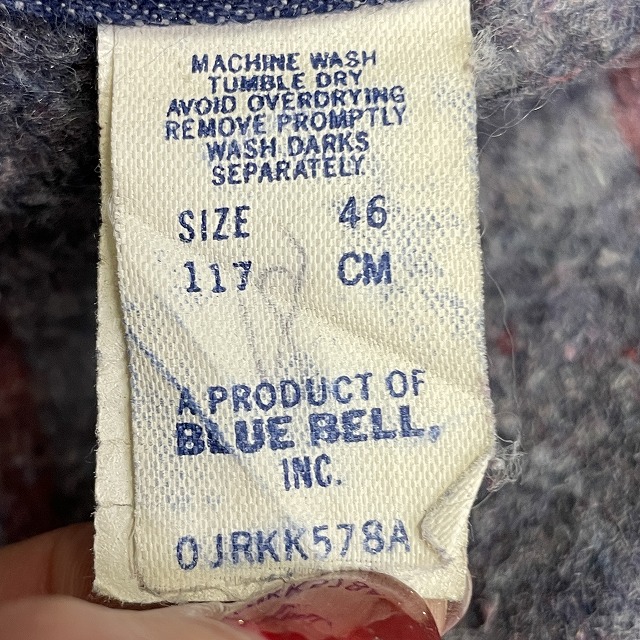 MACHINE WASH
TUMBLE DRY
AVOID OVERDRYING
REMOVE PROMPTLY
WASH DARKS
SEPARATELY
SIZE 46
117 CM
A PRODUCT OF
BLUE BELL,
INC.
0JRKK578A